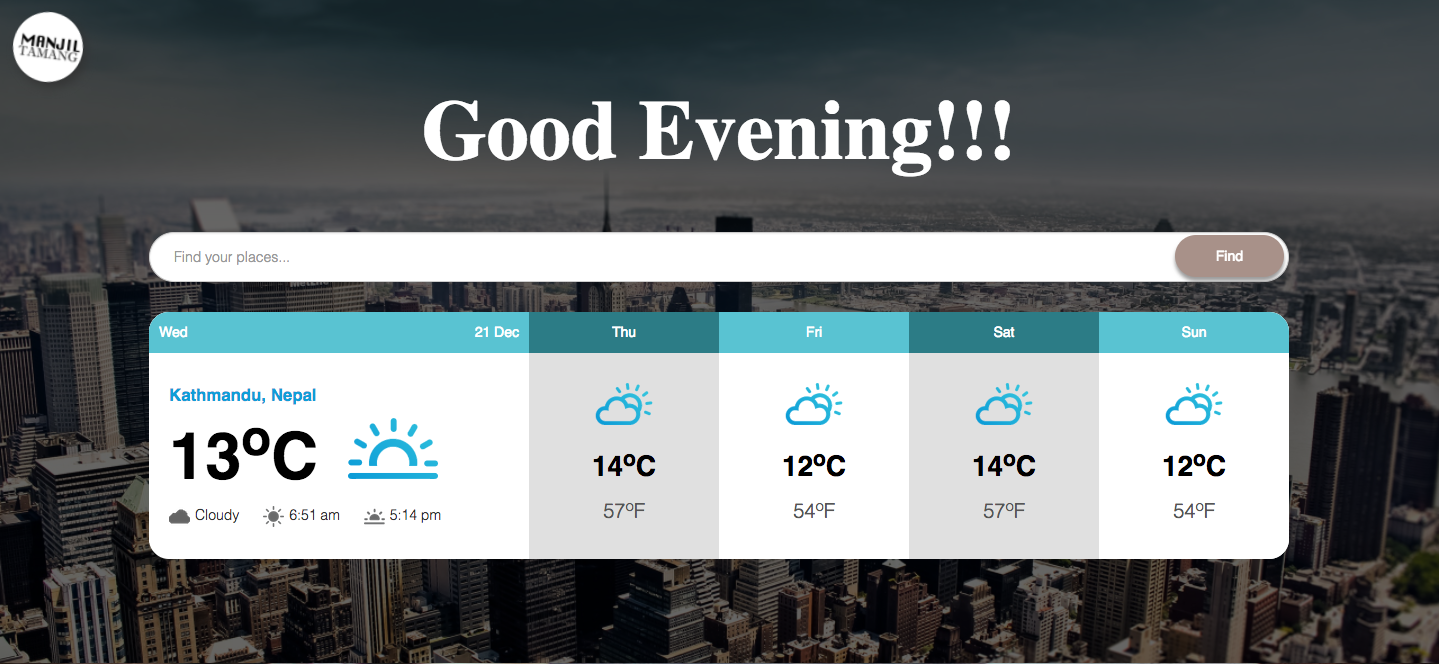 MANJIL
TAMANG
Good Evening!!!
Find your places...
Find
Wed
21 Dec
Thu
Fri
Sat
Sun
Kathmandu, Nepal
13ºC
Cloudy
6:51 am
5:14 pm
14ºC
57ºF
12ºC
54ºF
14ºC
57ºF
12ºC
54ºF